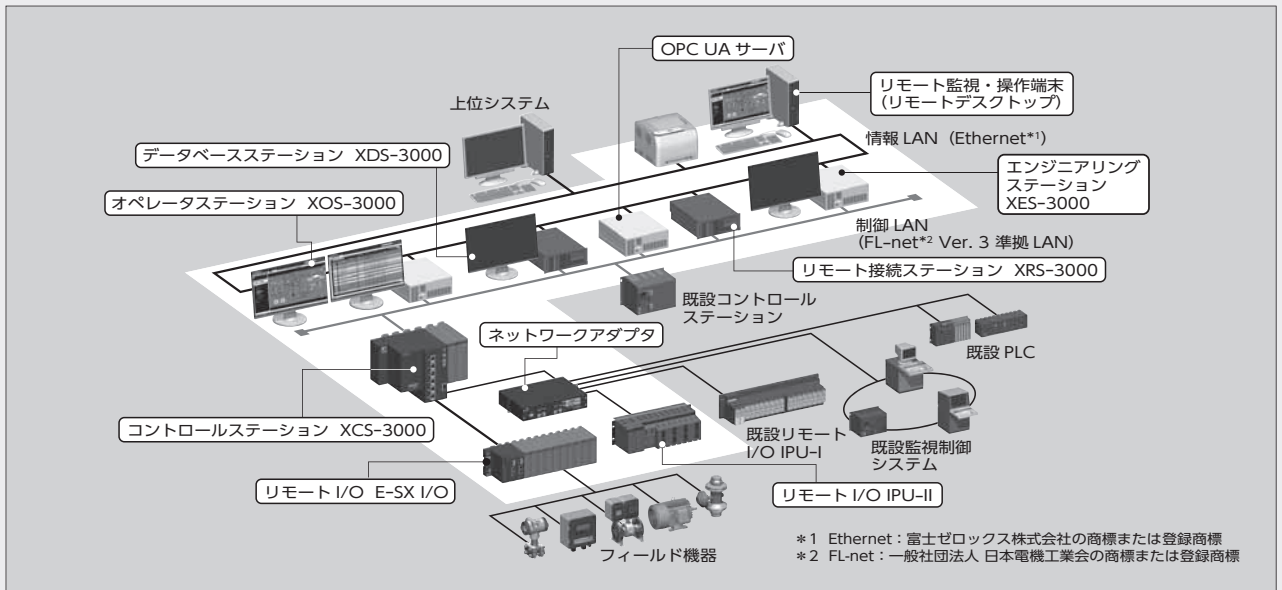 OPC UA サーバ
リモート監視・操作端末
(リモートデスクトップ)
上位システム
情報 LAN（Ethernet*1）
データベースステーション XDS-3000
エンジニアリング
ステーション
XES-3000
オペレータステーション XOS-3000
制御 LAN
（FL-net*2 Ver. 3 準拠 LAN）
リモート接続ステーション XRS-3000
既設コントロール
ステーション
ネットワークアダプタ
既設 PLC
コントロールステーション XCS-3000
既設リモート
I/O IPU-I
既設監視制御
システム
リモート I/O E-SX I/O
リモート I/O IPU-II
フィールド機器
*1 Ethernet：富士ゼロックス株式会社の商標または登録商標
*2 FL-net：一般社団法人 日本電機工業会の商標または登録商標